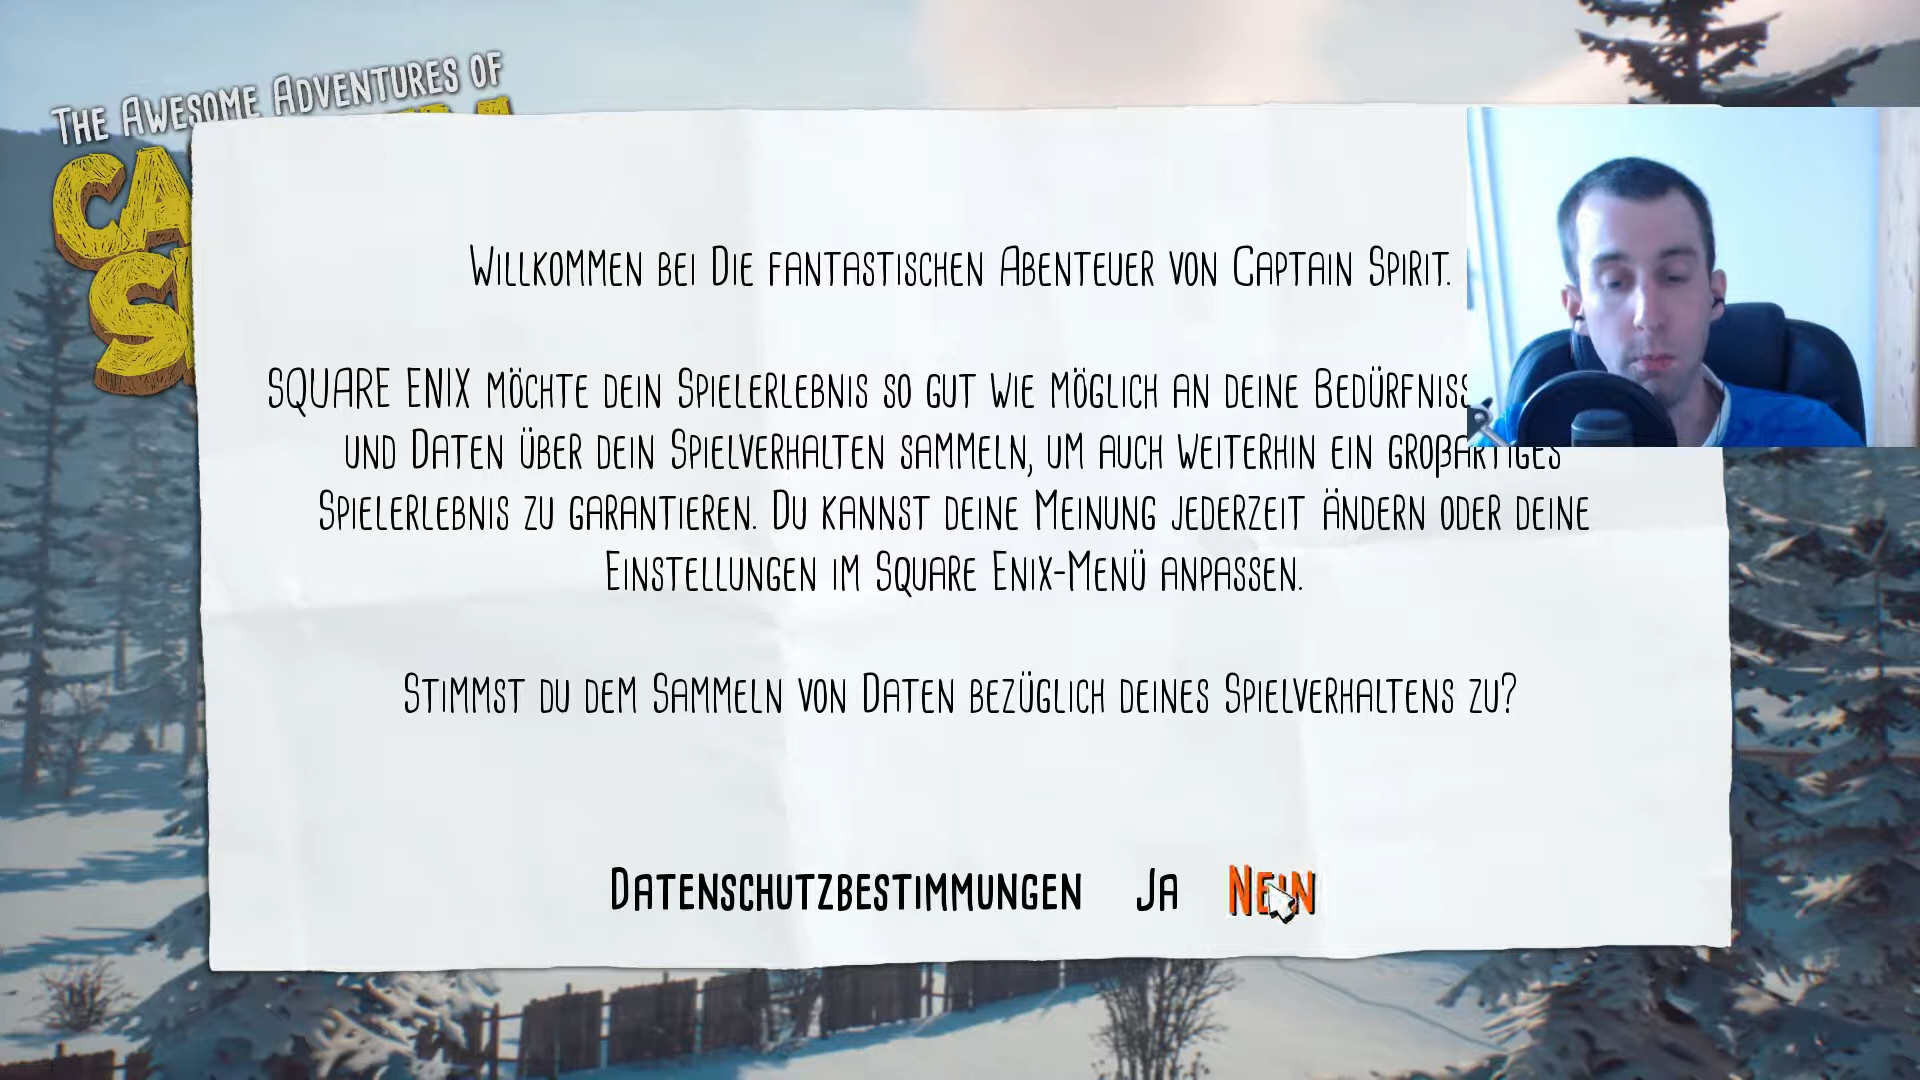 The Awesome Adventures of
Willkommen bei Die fantastischen Abenteuer von Captain Spirit.
SQUARE ENIX möchte dein Spielerlebnis so gut wie möglich an deine
und Daten über dein Spielverhalten sammeln, um auch weiterhin ein großartiges
Spielerlebnis zu garantieren. Du kannst deine Meinung jederzeit ändern oder deine
Einstellungen im Square Enix-Menü anpassen.
Stimmst du dem Sammeln von Daten bezüglich deines Spielverhaltens zu?
Datenschutzbestimmungen Ja Nein